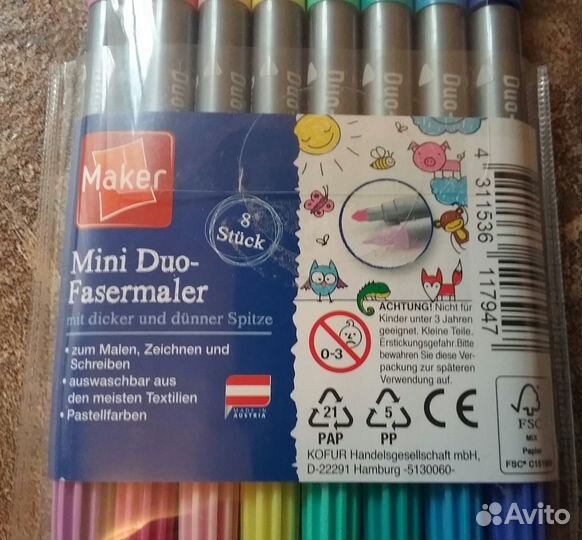 Duo-
Duo-
Duo-
Duo-
Maker
8
Stück
Mini Duo-
Fasermaler
mit dicker und dünner Spitze
• zum Malen, Zeichnen und
Schreiben
• auswaschbar aus
den meisten Textilien
• Pastellfarben
MADE IN
AUSTRIA
ACHTUNG! Nicht für
Kinder unter 3 Jahren
geeignet. Kleine Teile.
Erstickungsgefahr. Bitte
bewahren Sie diese Ver-
packung zur späteren
Verwendung auf.
0-3
21
PAP
5
PP
CE
KOFUR Handelsgesellschaft mbH,
D-22291 Hamburg -5130060-
4 311536 117947
FSC
MIX
Papier
FSC®
Avito